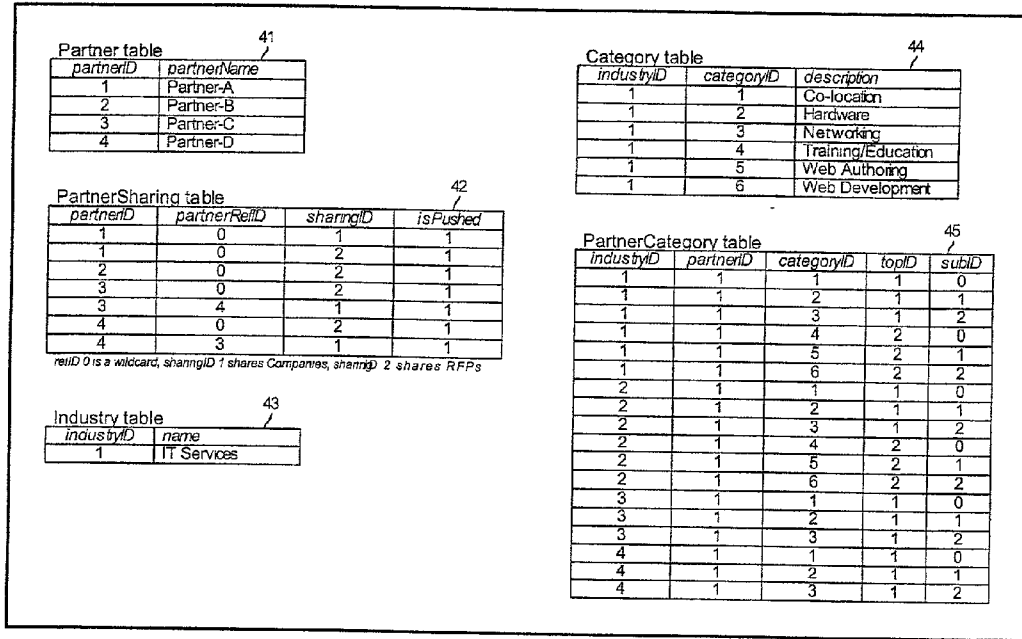 Partner table 41
partnerID partnerName
1 Partner-A
2 Partner-B
3 Partner-C
4 Partner-D
PartnerSharing table 42
partnerID partnerRefID sharingID isPushed
1 0 1 1
1 0 2 1
2 0 2 1
3 0 2 1
3 4 1 1
4 0 2 1
4 3 1 1
refID 0 is a wildcard, sharingID 1 shares Companies, sharingID 2 shares RFPs
Industry table 43
industryID name
1 IT Services
Category table 44
industryID categoryID description
1 1 Co-location
1 2 Hardware
1 3 Networking
1 4 Training/Education
1 5 Web Authoring
1 6 Web Development
PartnerCategory table 45
industryID partnerID categoryID topID subID
1 1 1 1 0
1 1 2 1 1
1 1 3 1 2
1 1 4 2 0
1 1 5 2 1
1 1 6 2 2
2 1 1 1 0
2 1 2 1 1
2 1 3 1 2
2 1 4 2 0
2 1 5 2 1
2 1 6 2 2
3 1 1 1 0
3 1 2 1 1
3 1 3 1 2
4 1 1 1 0
4 1 2 1 1
4 1 3 1 2